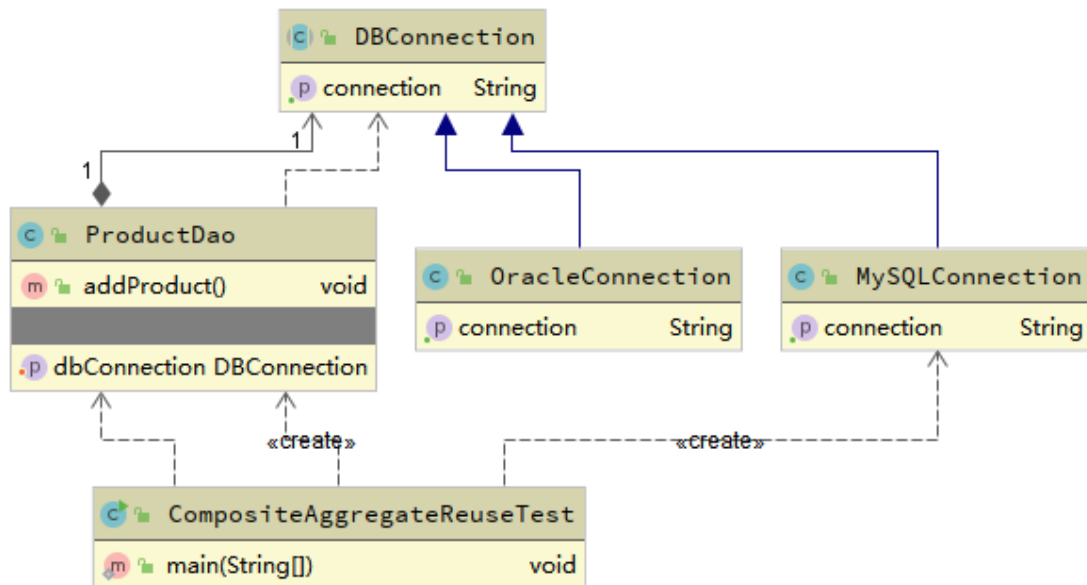 DBConnection
connection String
1
1
ProductDao
addProduct() void
dbConnection DBConnection
OracleConnection
connection String
MySQLConnection
connection String
«create»
«create»
CompositeAggregateReuseTest
main(String[]) void